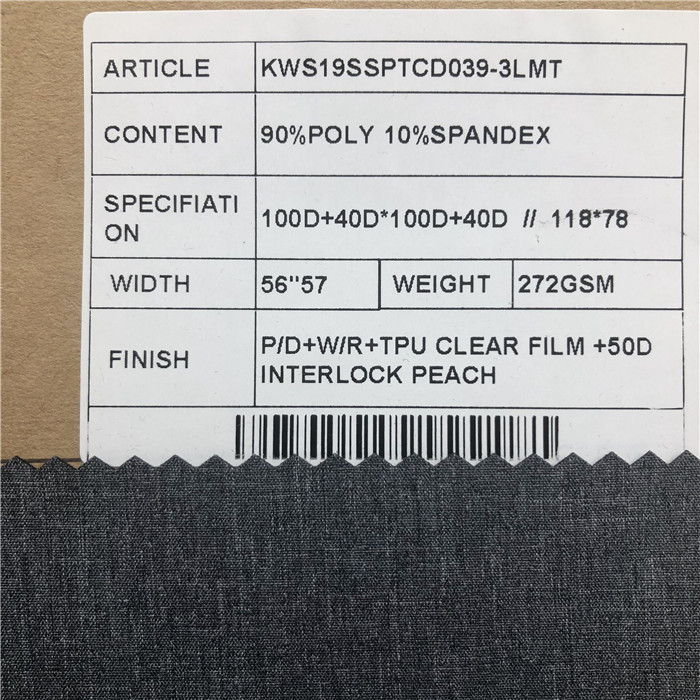 ARTICLE KWS19SSPTCD039-3LMT
CONTENT 90%POLY 10%SPANDEX
SPECIFIATI
ON 100D+40D*100D+40D // 118*78
WIDTH 56"57 WEIGHT 272GSM
FINISH P/D+W/R+TPU CLEAR FILM +50D
INTERLOCK PEACH